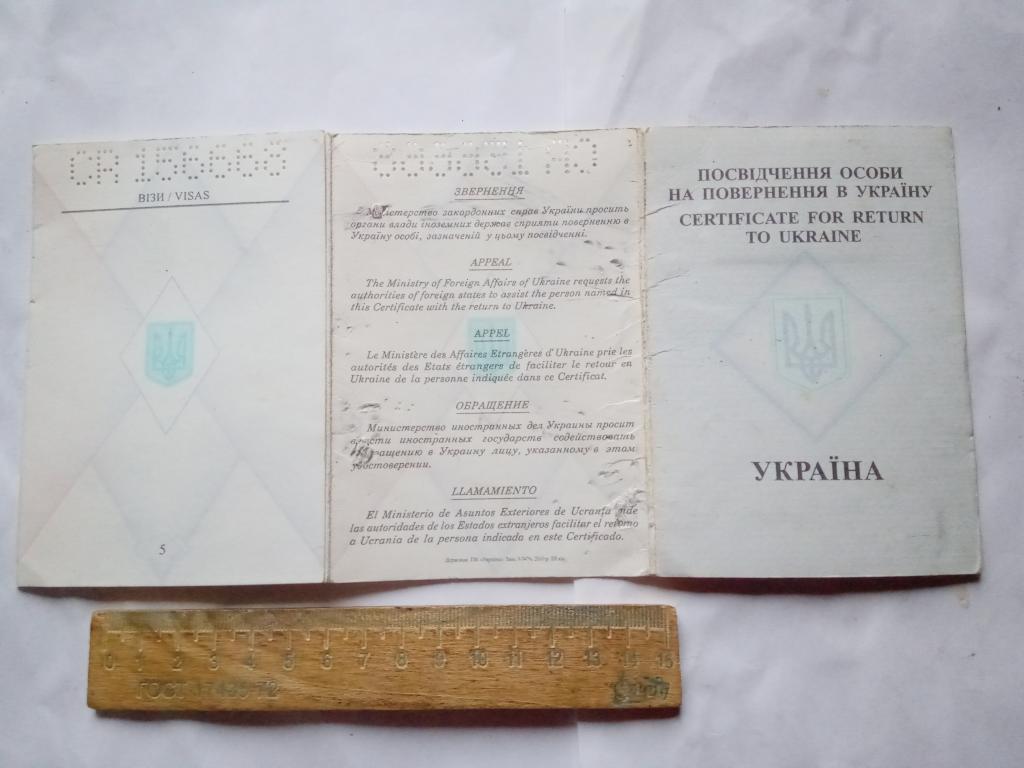 ВІЗИ / VISAS
5
ЗВЕРНЕННЯ
Міністерство закордонних справ України просить
органи влади іноземних держав сприяти поверненню в
Україну особі, зазначеній у цьому посвідченні.
APPEAL
The Ministry of Foreign Affairs of Ukraine requests the
authorities of foreign states to assist the person named in
this Certificate with the return to Ukraine.
APPEL
Le Ministère des Affaires Etrangères d' Ukraine prie les
autorités des Etats étrangers de faciliter le retour en
Ukraine de la personne indiquée dans ce Certificat.
ОБРАЩЕНИЕ
Министерство иностранных дел Украины просит
власти иностранных государств содействовать
возвращению в Украину лицу, указанному в этом
удостоверении.
LLAMAMIENTO
El Ministerio de Asuntos Exteriores de Ucrania pide
las autoridades de los Estados extranjeros facilitar el retorno
a Ucrania de la persona indicada en este Certificado.
ПОСВІДЧЕННЯ ОСОБИ
НА ПОВЕРНЕННЯ В УКРАЇНУ
CERTIFICATE FOR RETURN
TO UKRAINE
УКРАЇНА
0 1 2 3 4 5 6 7 8 9 10 11 12 13 14 15
ГОСТ 17435-72